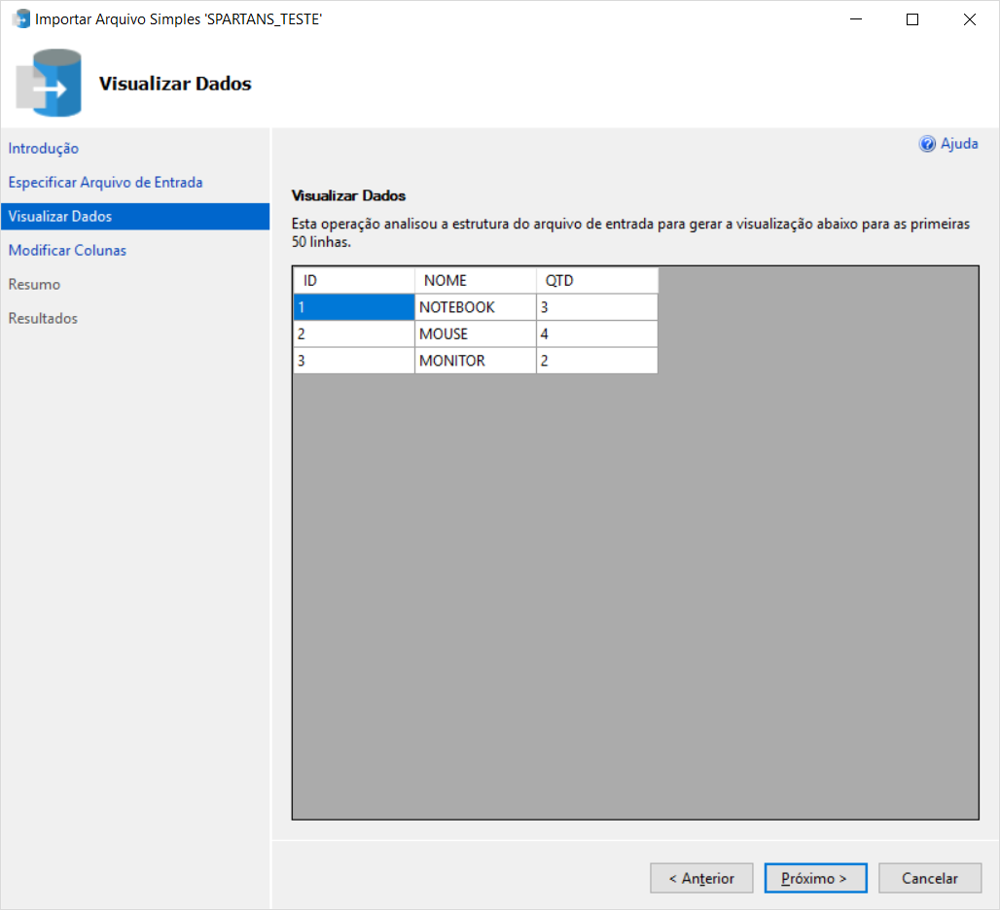 Importar Arquivo Simples 'SPARTANS_TESTE'
Visualizar Dados
Introdução
Especificar Arquivo de Entrada
Visualizar Dados
Modificar Colunas
Resumo
Resultados
Ajuda
Visualizar Dados
Esta operação analisou a estrutura do arquivo de entrada para gerar a visualização abaixo para as primeiras
50 linhas.
ID NOME QTD
1 NOTEBOOK 3
2 MOUSE 4
3 MONITOR 2
< Anterior Próximo > Cancelar